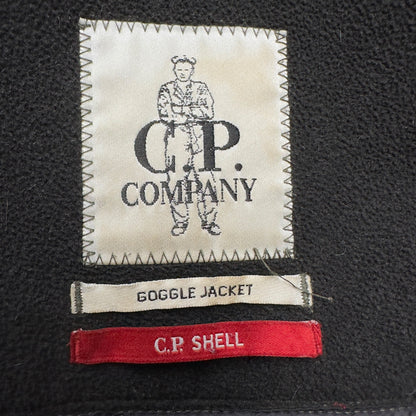 C.P.
COMPANY
GOGGLE JACKET
C.P. SHELL